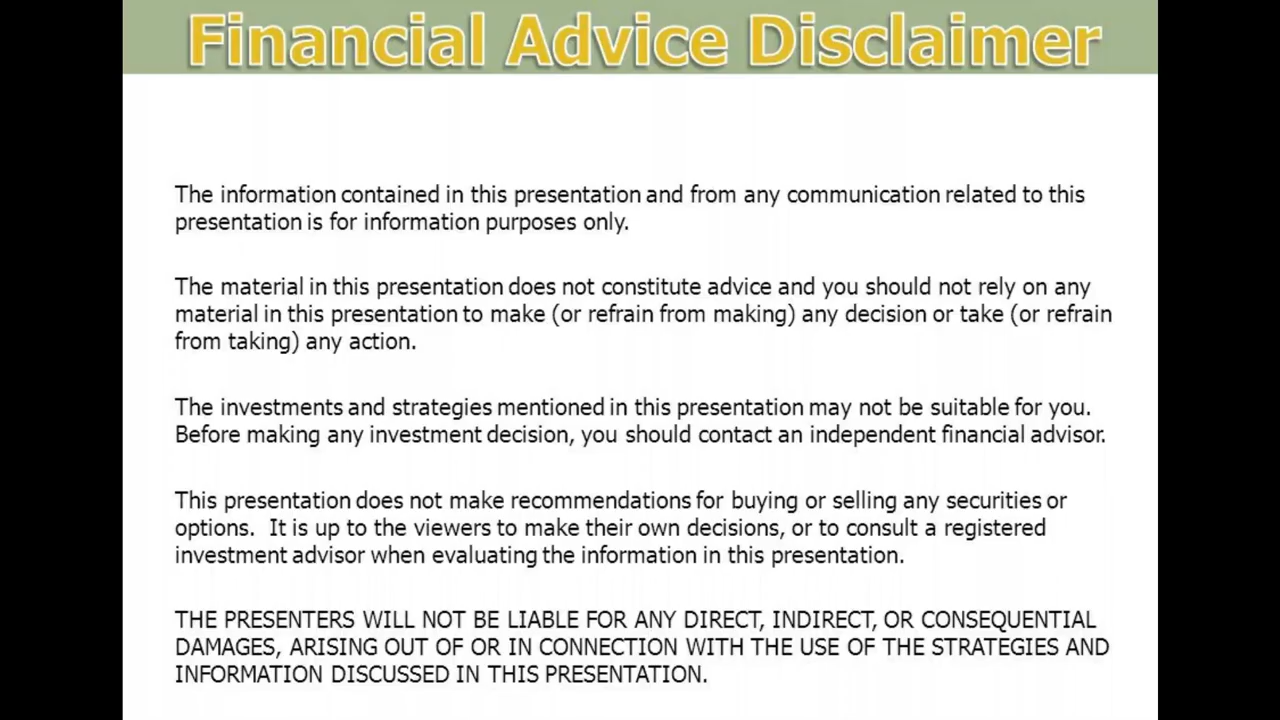 Financial Advice Disclaimer
The information contained in this presentation and from any communication related to this
presentation is for information purposes only.
The material in this presentation does not constitute advice and you should not rely on any
material in this presentation to make (or refrain from making) any decision or take (or refrain
from taking) any action.
The investments and strategies mentioned in this presentation may not be suitable for you.
Before making any investment decision, you should contact an independent financial advisor.
This presentation does not make recommendations for buying or selling any securities or
options.  It is up to the viewers to make their own decisions, or to consult a registered
investment advisor when evaluating the information in this presentation.
THE PRESENTERS WILL NOT BE LIABLE FOR ANY DIRECT, INDIRECT, OR CONSEQUENTIAL
DAMAGES, ARISING OUT OF OR IN CONNECTION WITH THE USE OF THE STRATEGIES AND
INFORMATION DISCUSSED IN THIS PRESENTATION.